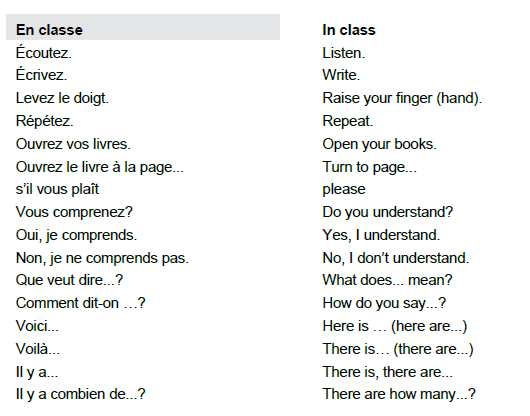 En classe In class
Écoutez. Listen.
Écrivez. Write.
Levez le doigt. Raise your finger (hand).
Répétez. Repeat.
Ouvrez vos livres. Open your books.
Ouvrez le livre à la page... Turn to page...
s'il vous plaît please
Vous comprenez? Do you understand?
Oui, je comprends. Yes, I understand.
Non, je ne comprends pas. No, I don't understand.
Que veut dire...? What does... mean?
Comment dit-on …? How do you say...?
Voici... Here is … (here are...)
Voilà... There is… (there are...)
Il y a... There is, there are...
Il y a combien de...? There are how many...?